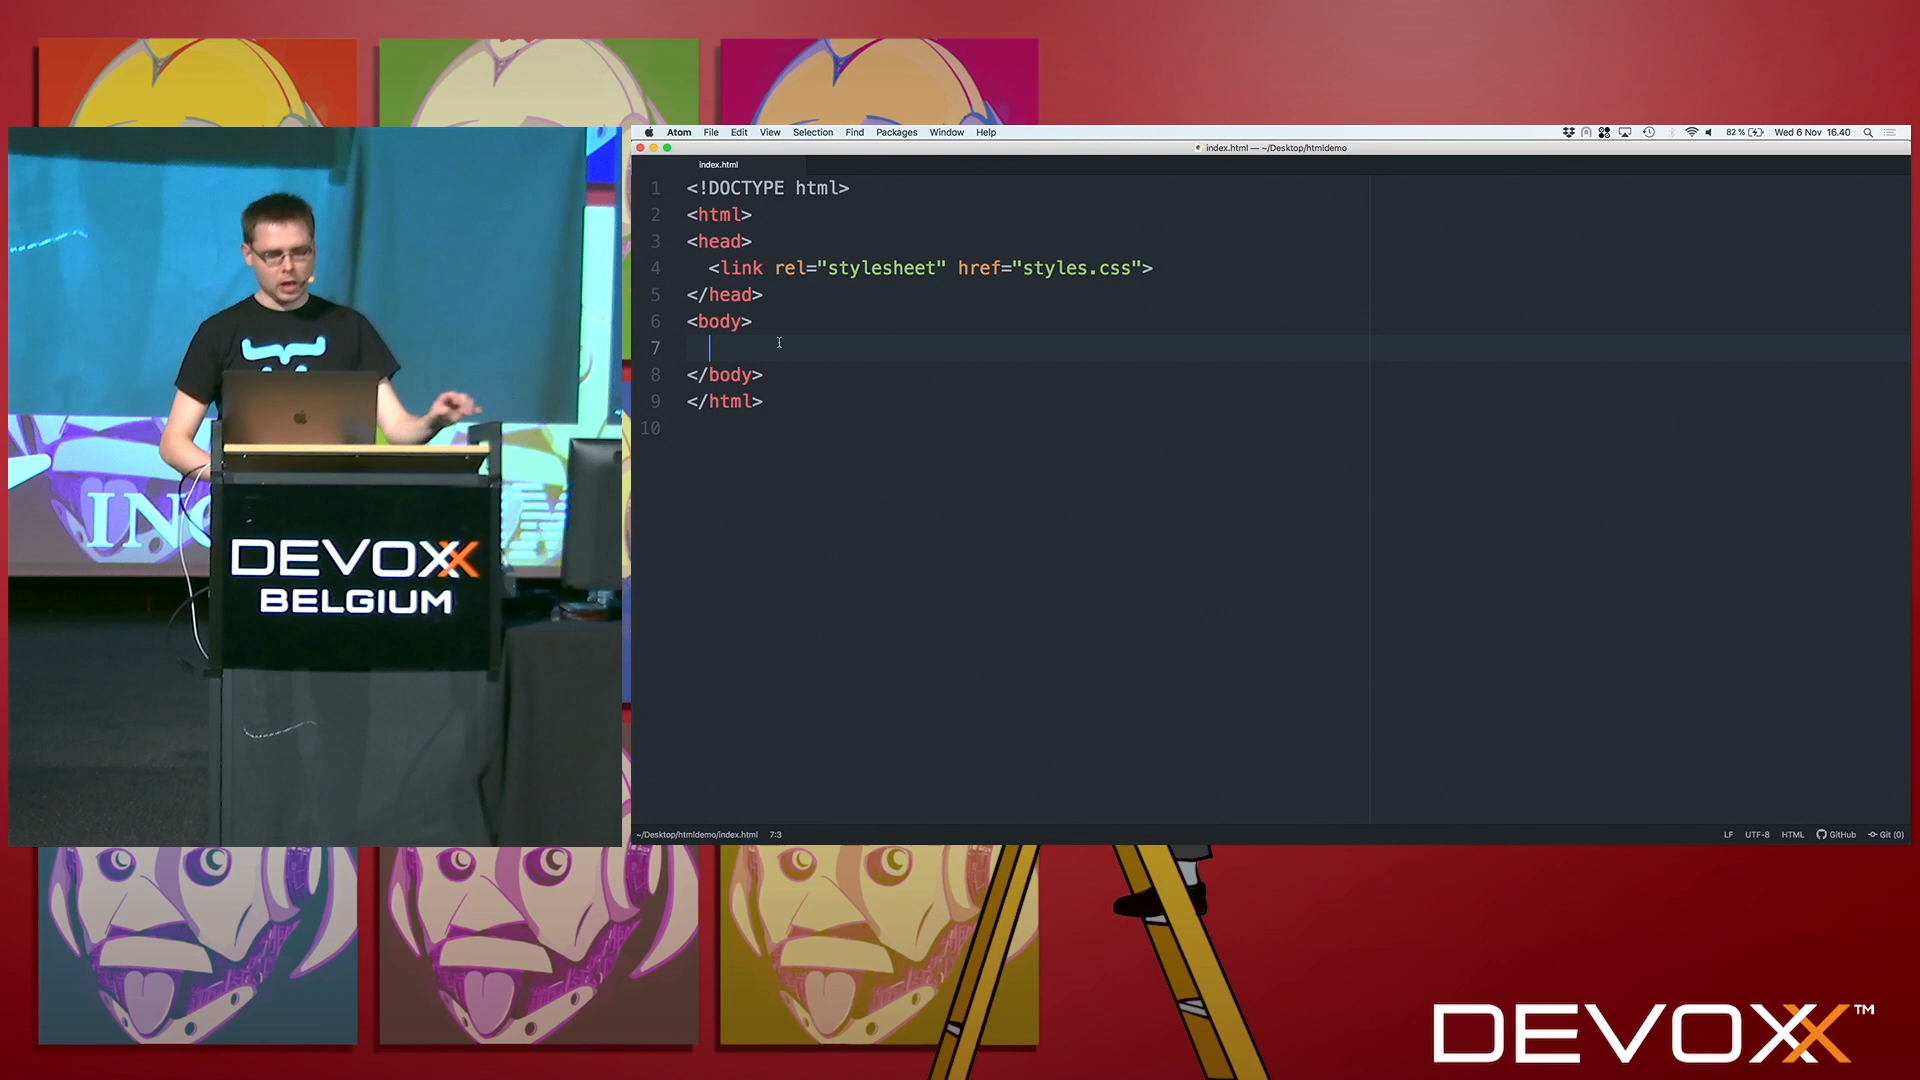 Atom File Edit View Selection Find Packages Window Help
82 % Wed 6 Nov 16.40
index.html — ~/Desktop/htmldemo
index.html
1 <!DOCTYPE html>
2 <html>
3 <head>
4 <link rel="stylesheet" href="styles.css">
5 </head>
6 <body>
7
8 </body>
9 </html>
10
~/Desktop/htmldemo/index.html 7:3
LF UTF-8 HTML GitHub Git (0)
ING
DEVOXX
BELGIUM
DEVOXX™